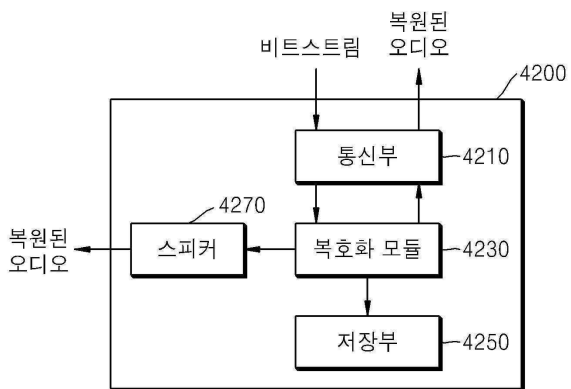 복원된
오디오
비트스트림
4200
통신부
4210
4270
복원된
오디오
스피커
복호화 모듈
4230
저장부
4250